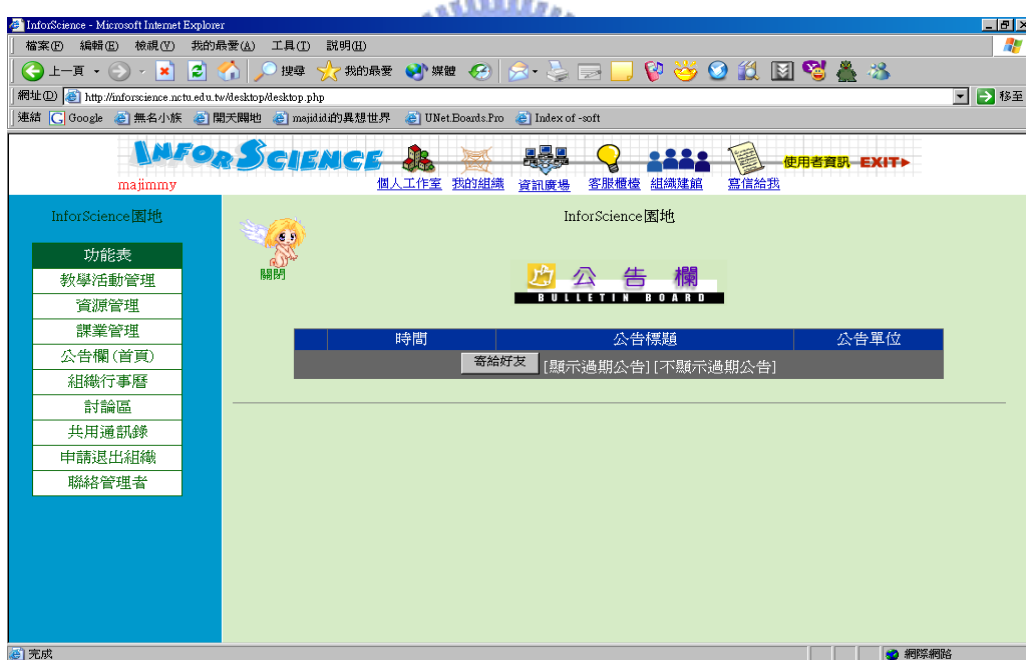 InforScience - Microsoft Internet Explorer
檔案(F) 編輯(E) 檢視(V) 我的最愛(A) 工具(T) 說明(H)
上一頁 搜尋 我的最愛 媒體
網址(D) http://inforscience.nctu.edu.tw/desktop/desktop.php 移至
連結 Google 無名小族 開天闢地 majididi的異想世界 UNet.Boards.Pro Index of -soft
INFOR SCIENCE 使用者資訊 EXIT
majimmy 個人工作室 我的組織 資訊廣場 客服櫃檯 組織建館 寫信給我
InforScience園地
功能表
教學活動管理
資源管理
課業管理
公告欄(首頁)
組織行事曆
討論區
共用通訊錄
申請退出組織
聯絡管理者
InforScience園地
關閉
公告欄
BULLETIN BOARD
時間 公告標題 公告單位
寄給好友 [顯示過期公告] [不顯示過期公告]
完成 網際網路